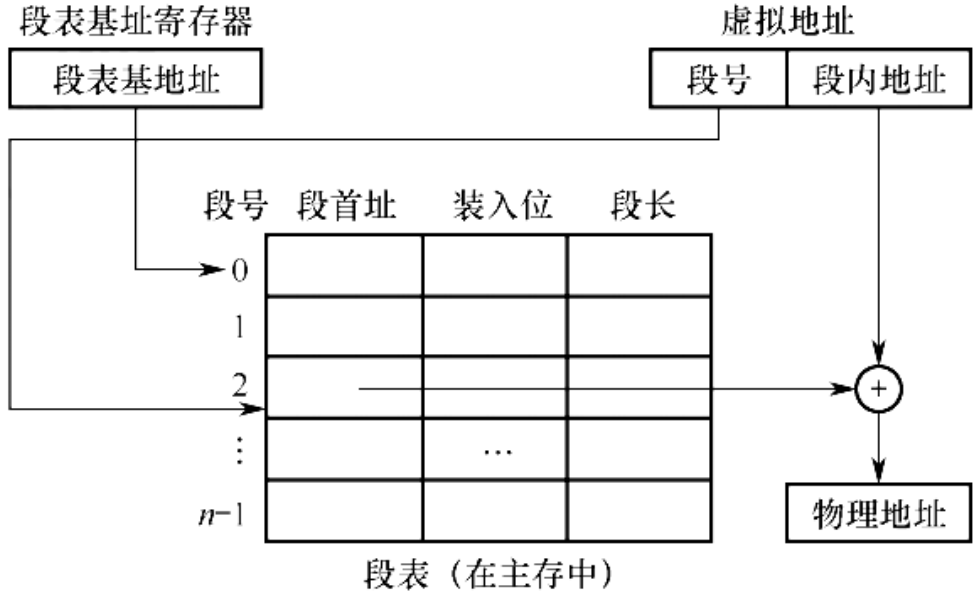 段表基址寄存器
虚拟地址
段表基地址
段号 段内地址
段号 段首址 装入位 段长
0
1
2
⋮ …
n-1
物理地址
段表（在主存中）